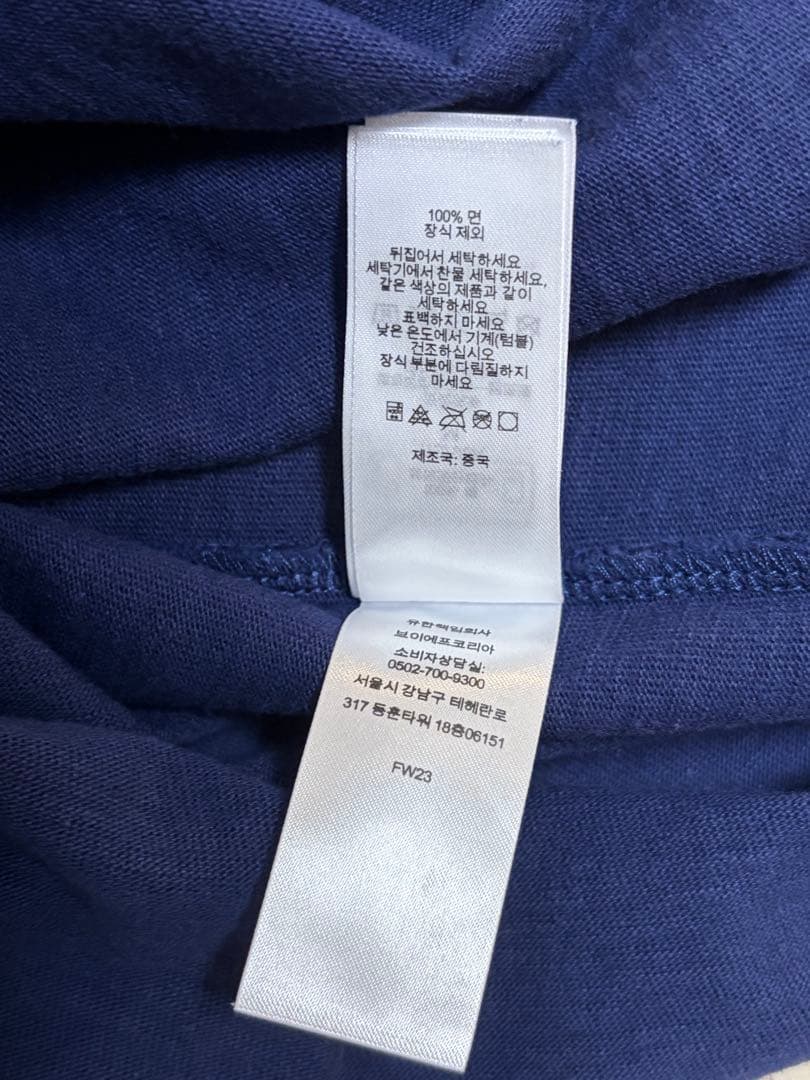 100% 면
장식 제외
뒤집어서 세탁하세요
세탁기에서 찬물 세탁하세요,
같은 색상의 제품과 같이
세탁하세요
표백하지 마세요
낮은 온도에서 기계(텀블)
건조하십시오
장식 부분에 다림질하지
마세요
제조국: 중국
유한책임회사
브이에프코리아
소비자상담실:
0502-700-9300
서울시 강남구 테헤란로
317 동훈타워 18층06151
FW23